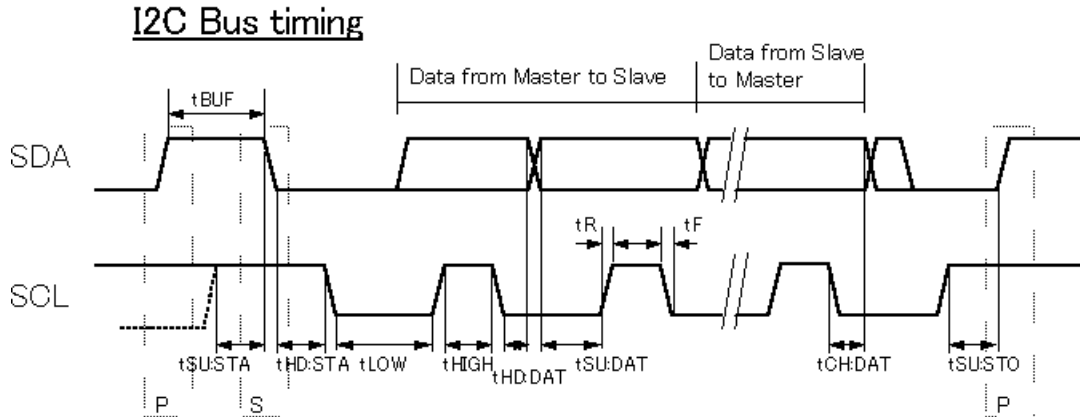 I2C Bus timing
Data from Master to Slave
Data from Slave
to Master
tBUF
SDA
tR
tF
SCL
tSU:STA
tHD:STA
tLOW
tHIGH
tHD:DAT
tSU:DAT
tCH:DAT
tSU:STO
P
S
P